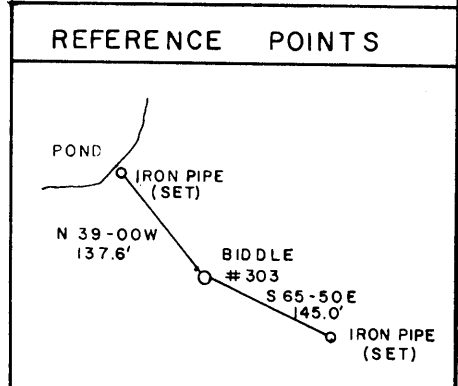 REFERENCE POINTS
POND
IRON PIPE
(SET)
N 39-00W
137.6'
BIDDLE
#303
S 65-50E
145.0'
IRON PIPE
(SET)